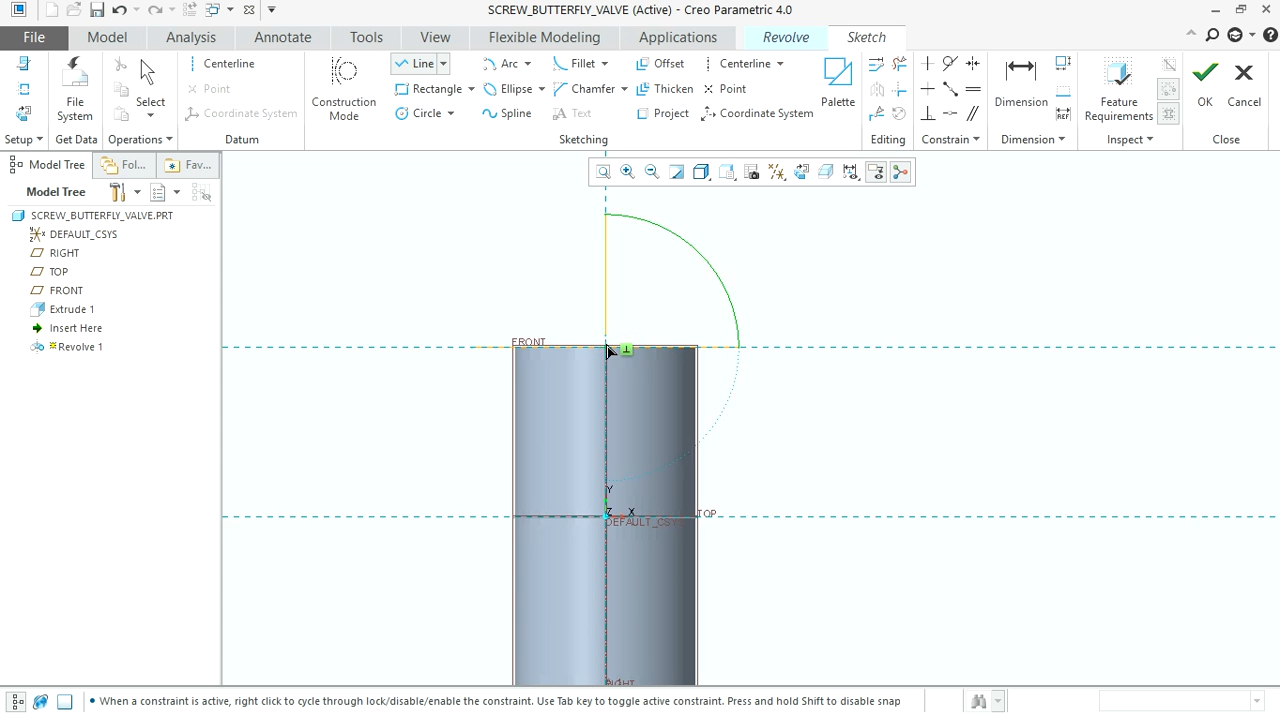 SCREW_BUTTERFLY_VALVE (Active) - Creo Parametric 4.0
File Model Analysis Annotate Tools View Flexible Modeling Applications Revolve Sketch
Centerline Line Arc Fillet Offset Centerline
Point Rectangle Ellipse Chamfer Thicken Point
Coordinate System Circle Spline Text Project Coordinate System
File System Select Construction Mode Palette Dimension Feature Requirements OK Cancel
Setup Get Data Operations Datum Sketching Editing Constrain Dimension Inspect Close
Model Tree Fol... Fav...
Model Tree
SCREW_BUTTERFLY_VALVE.PRT
DEFAULT_CSYS
RIGHT
TOP
FRONT
Extrude 1
Insert Here
Revolve 1
FRONT
Y
Z X TOP
DEFAULT_CSYS
RIGHT
• When a constraint is active, right click to cycle through lock/disable/enable the constraint. Use Tab key to toggle active constraint. Press and hold Shift to disable snap